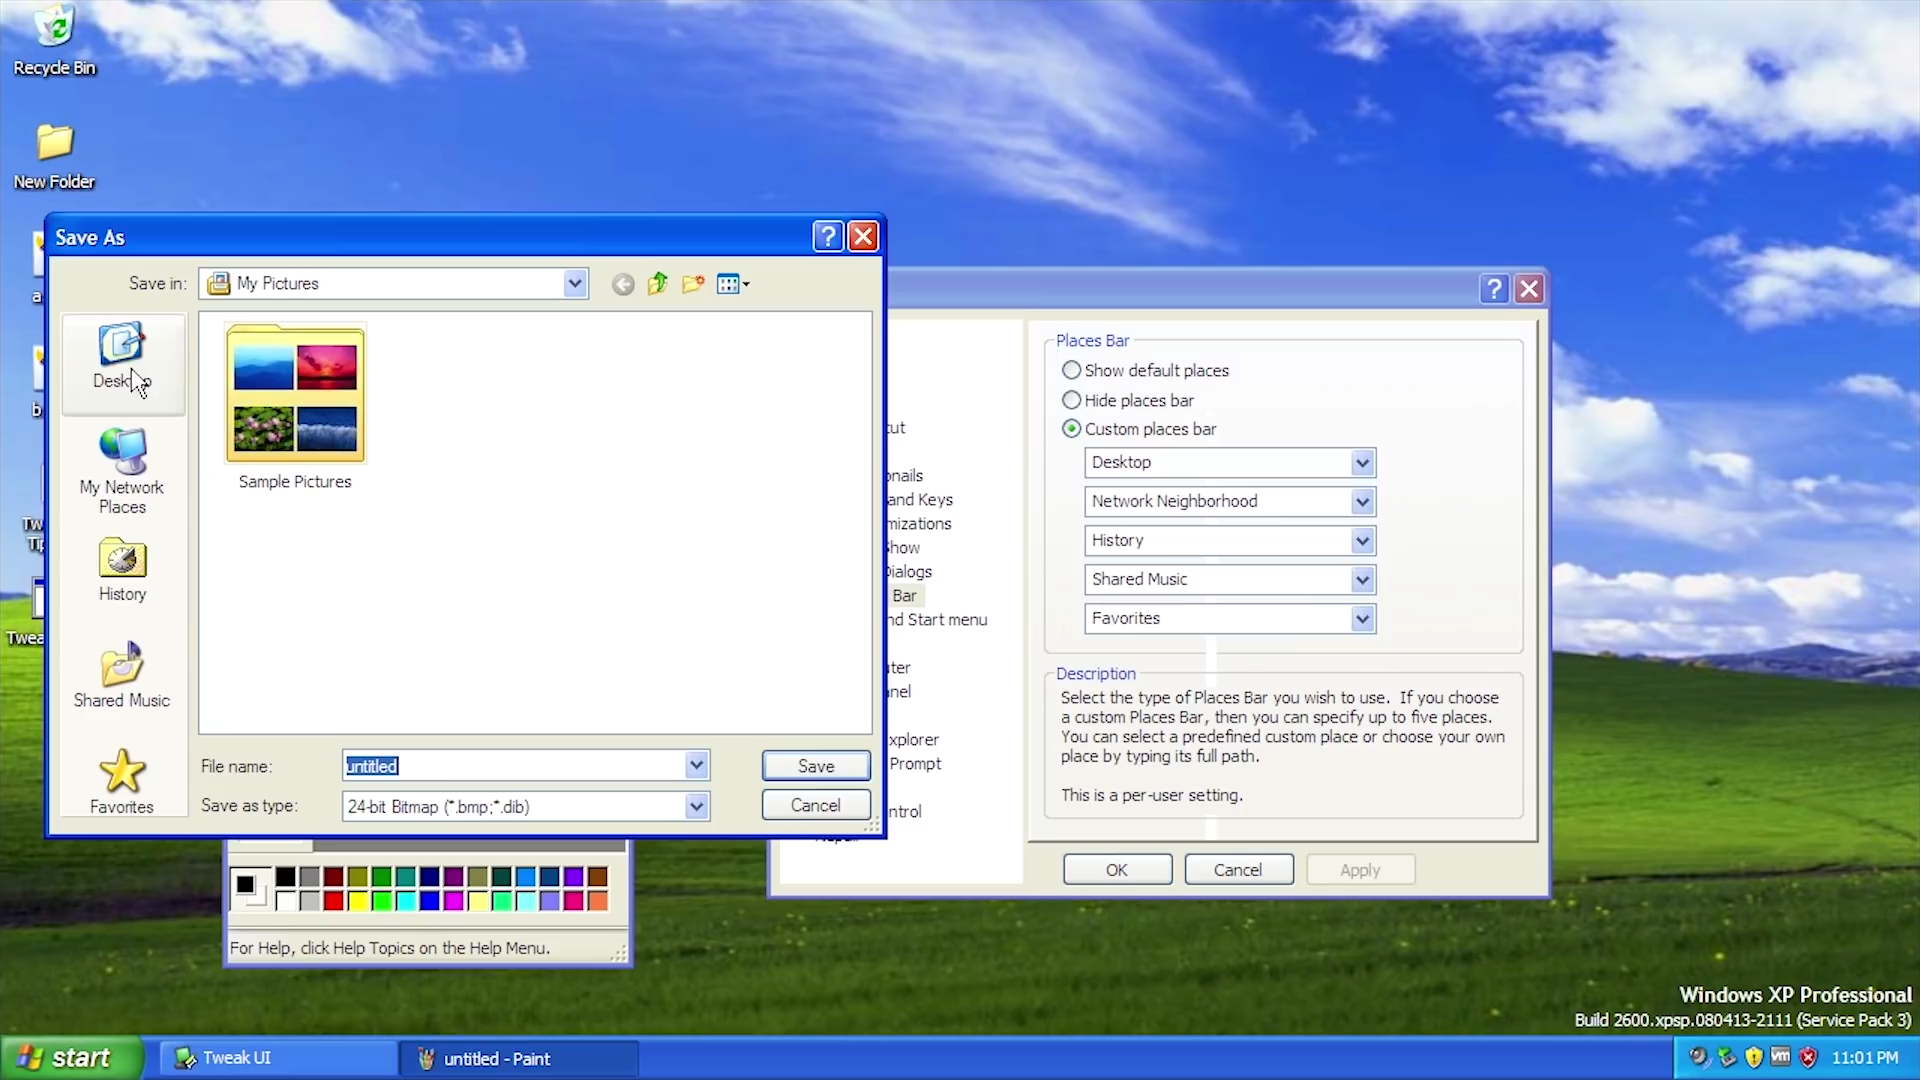 Recycle Bin
New Folder
Save As
Save in:
My Pictures
Desktop
My Network
Places
History
Shared Music
Favorites
Sample Pictures
File name:
untitled
Save
Save as type:
24-bit Bitmap (*.bmp;*.dib)
Cancel
Places Bar
Show default places
Hide places bar
Custom places bar
Desktop
Network Neighborhood
History
Shared Music
Favorites
Description
Select the type of Places Bar you wish to use. If you choose
a custom Places Bar, then you can specify up to five places.
You can select a predefined custom place or choose your own
place by typing its full path.
This is a per-user setting.
OK
Cancel
Apply
cut
onails
and Keys
mizations
Show
Dialogs
Bar
nd Start menu
uter
anel
xplorer
Prompt
ntrol
For Help, click Help Topics on the Help Menu.
Windows XP Professional
Build 2600.xpsp.080413-2111 (Service Pack 3)
start
Tweak UI
untitled - Paint
vm
11:01 PM